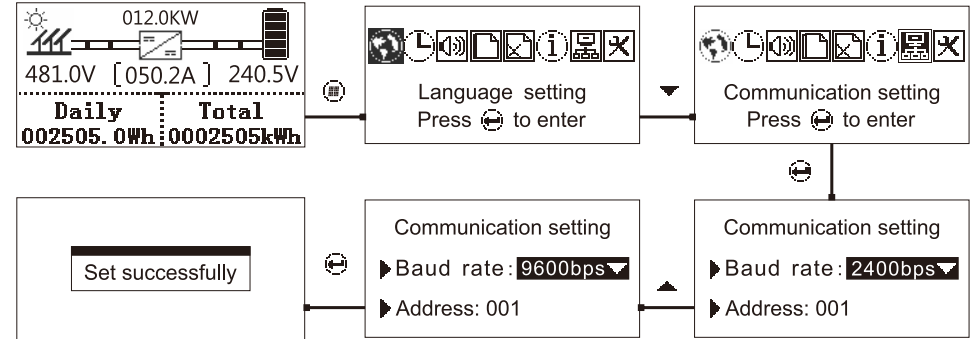 012.0KW
481.0V [050.2A] 240.5V
Daily Total
002505.0Wh 0002505kWh
Language setting
Press to enter
Communication setting
Press to enter
Set successfully
Communication setting
Baud rate: 9600bps
Address: 001
Communication setting
Baud rate: 2400bps
Address: 001